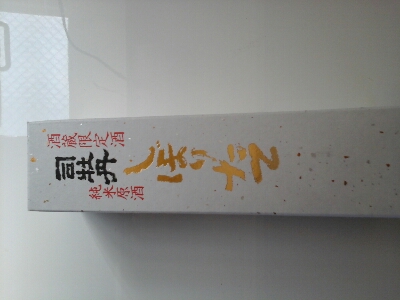 酒蔵限定酒
司牡丹
純米原酒
しぼりたて